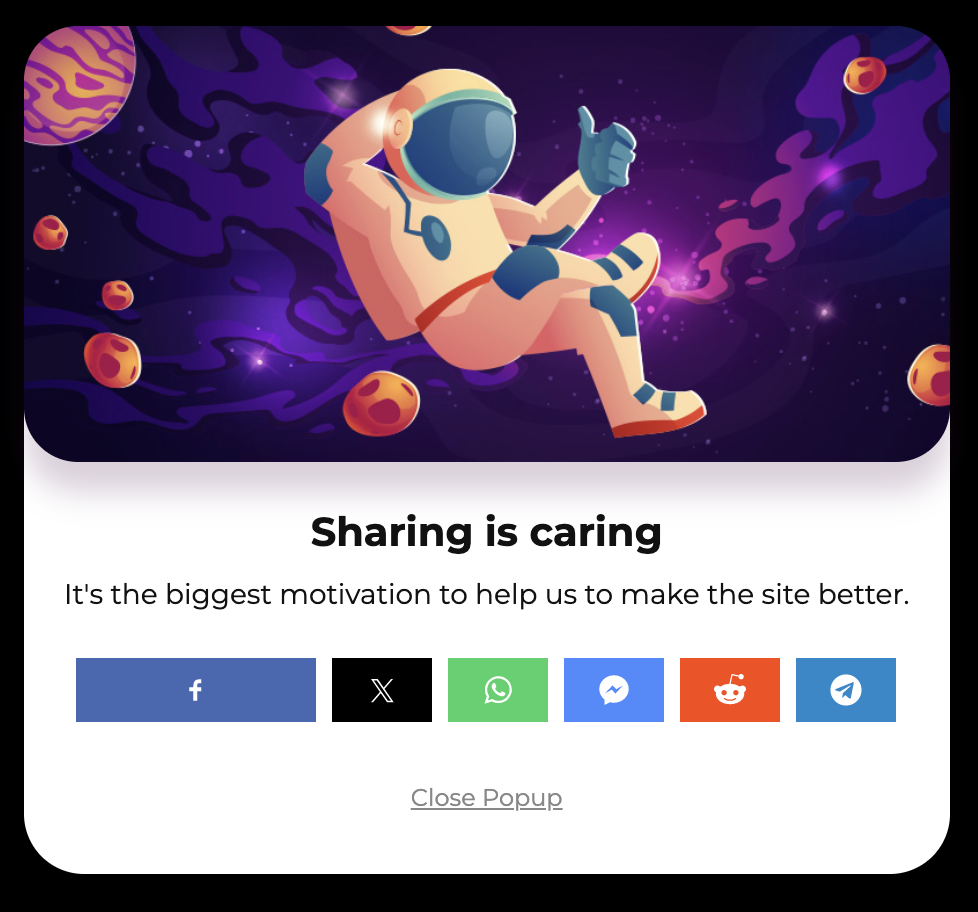 Sharing is caring
It's the biggest motivation to help us to make the site better.
Close Popup